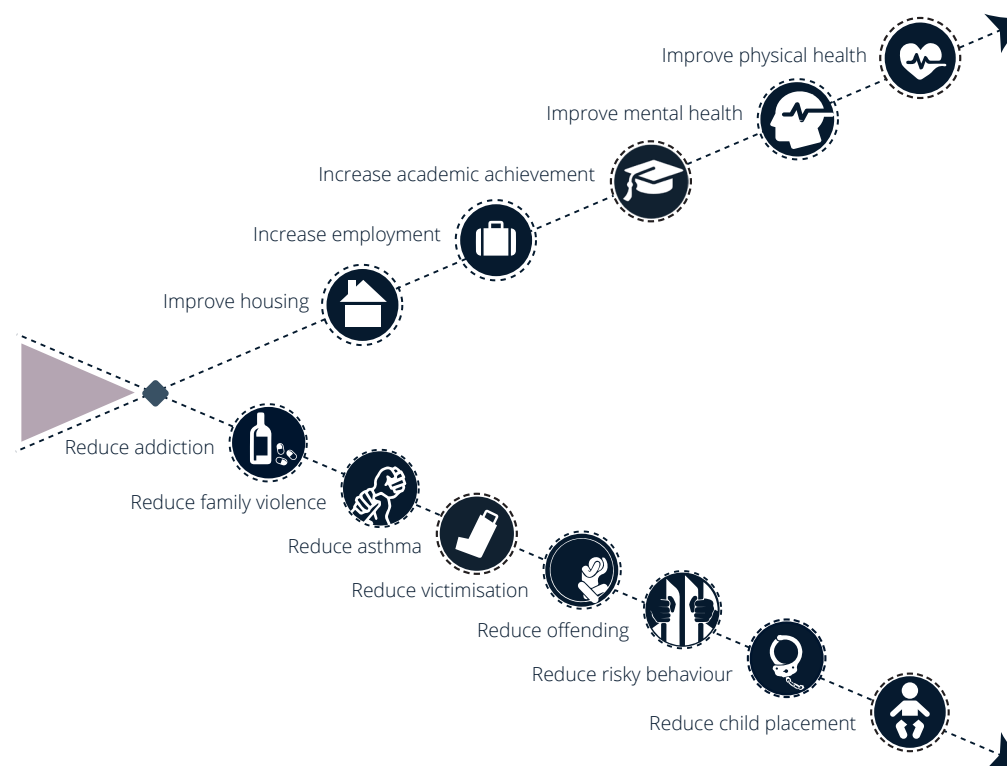 Improve physical health
Improve mental health
Increase academic achievement
Increase employment
Improve housing
Reduce addiction
Reduce family violence
Reduce asthma
Reduce victimisation
Reduce offending
Reduce risky behaviour
Reduce child placement